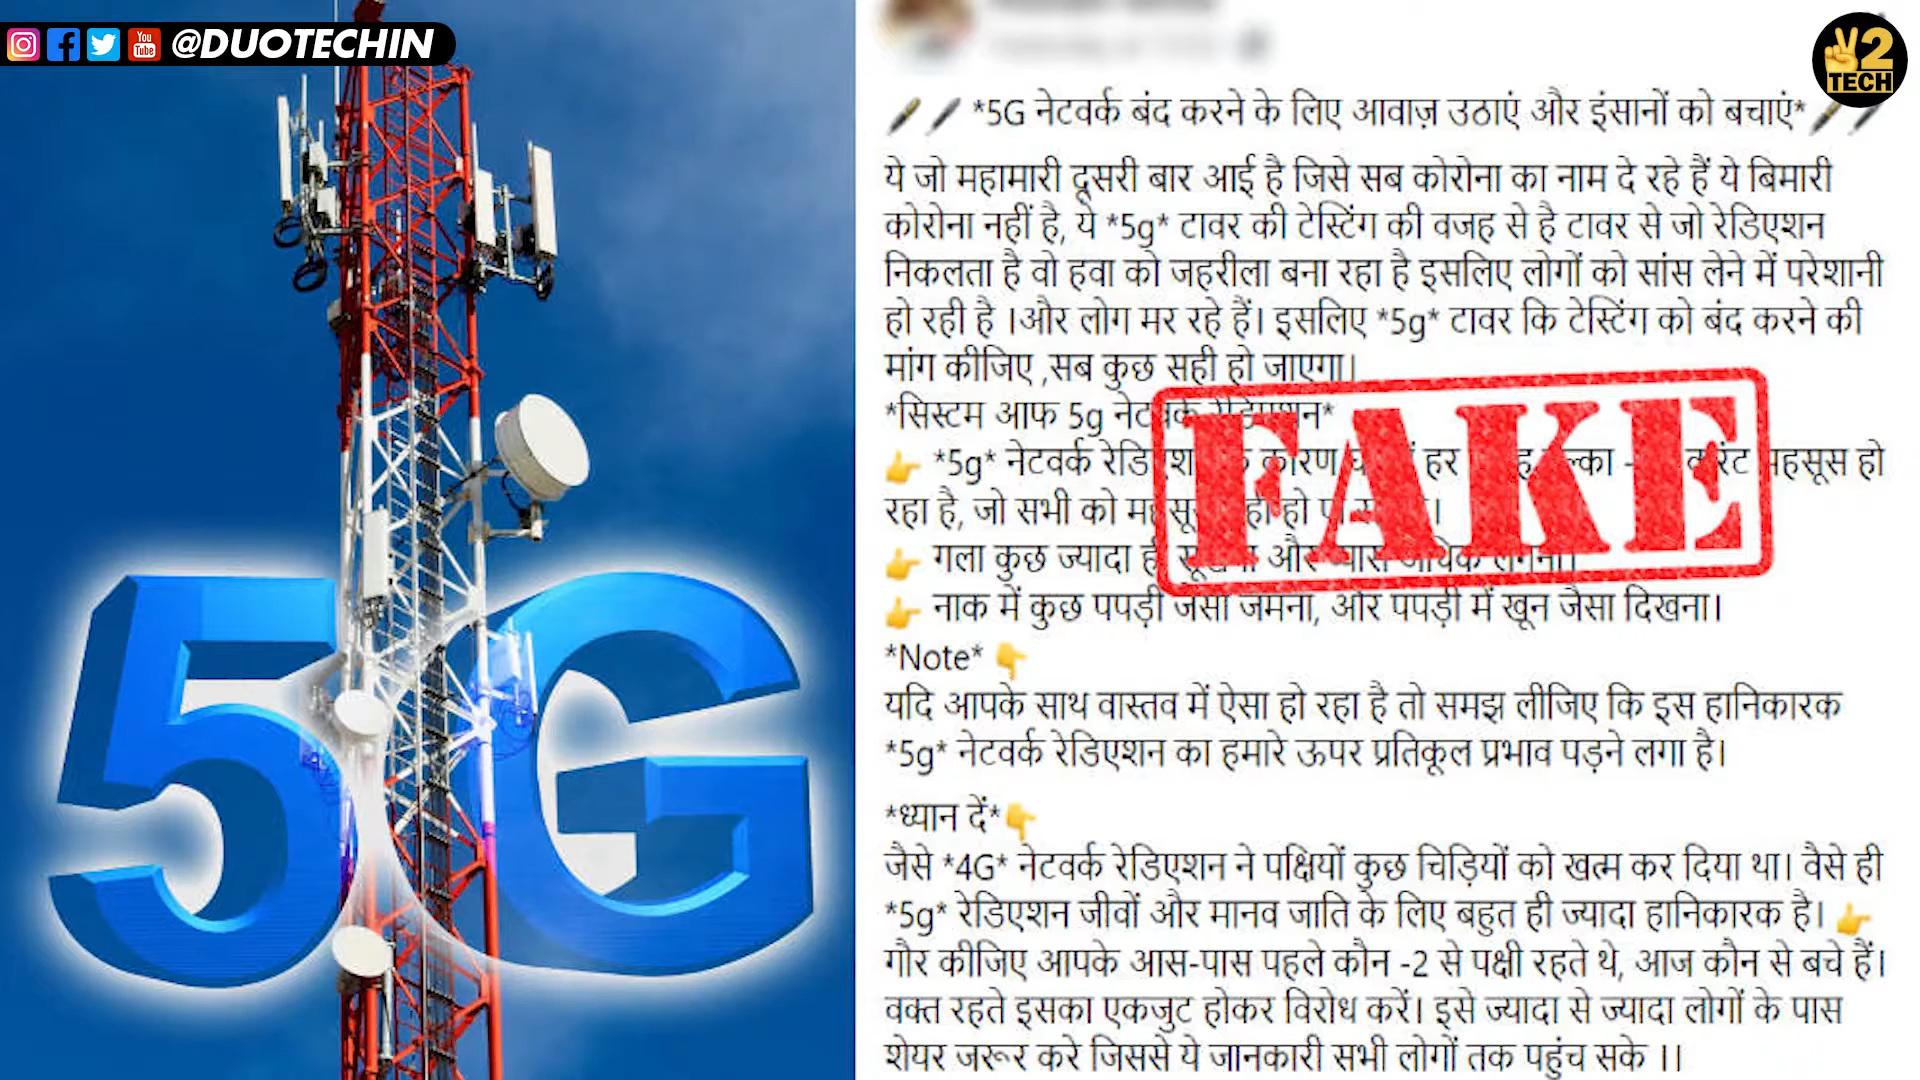 @DUOTECHIN
2
TECH
5G
*5G नेटवर्क बंद करने के लिए आवाज़ उठाएं और इंसानों को बचाएं*
ये जो महामारी दूसरी बार आई है जिसे सब कोरोना का नाम दे रहे हैं ये बिमारी
कोरोना नहीं है, ये *5g* टावर की टेस्टिंग की वजह से है टावर से जो रेडिएशन
निकलता है वो हवा को जहरीला बना रहा है इसलिए लोगों को सांस लेने में परेशानी
हो रही है ।और लोग मर रहे हैं। इसलिए *5g* टावर कि टेस्टिंग को बंद करने की
मांग कीजिए ,सब कुछ सही हो जाएगा।
*सिस्टम आफ 5g नेटवर्क रेडिएशन*
FAKE
*5g* नेटवर्क कारण हर महसूस हो
रहा है, जो सभी को
गला कुछ ज्यादा ही और
नाक में कुछ पपड़ी जैसा जमना, और पपड़ी में खून जैसा दिखना।
*Note*
यदि आपके साथ वास्तव में ऐसा हो रहा है तो समझ लीजिए कि इस हानिकारक
*5g* नेटवर्क रेडिएशन का हमारे ऊपर प्रतिकूल प्रभाव पड़ने लगा है।
*ध्यान दें*
जैसे *4G* नेटवर्क रेडिएशन ने पक्षियों कुछ चिड़ियों को खत्म कर दिया था। वैसे ही
*5g* रेडिएशन जीवों और मानव जाति के लिए बहुत ही ज्यादा हानिकारक है।
गौर कीजिए आपके आस-पास पहले कौन -2 से पक्षी रहते थे, आज कौन से बचे हैं।
वक्त रहते इसका एकजुट होकर विरोध करें। इसे ज्यादा से ज्यादा लोगों के पास
शेयर जरूर करे जिससे ये जानकारी सभी लोगों तक पहुंच सके ।।